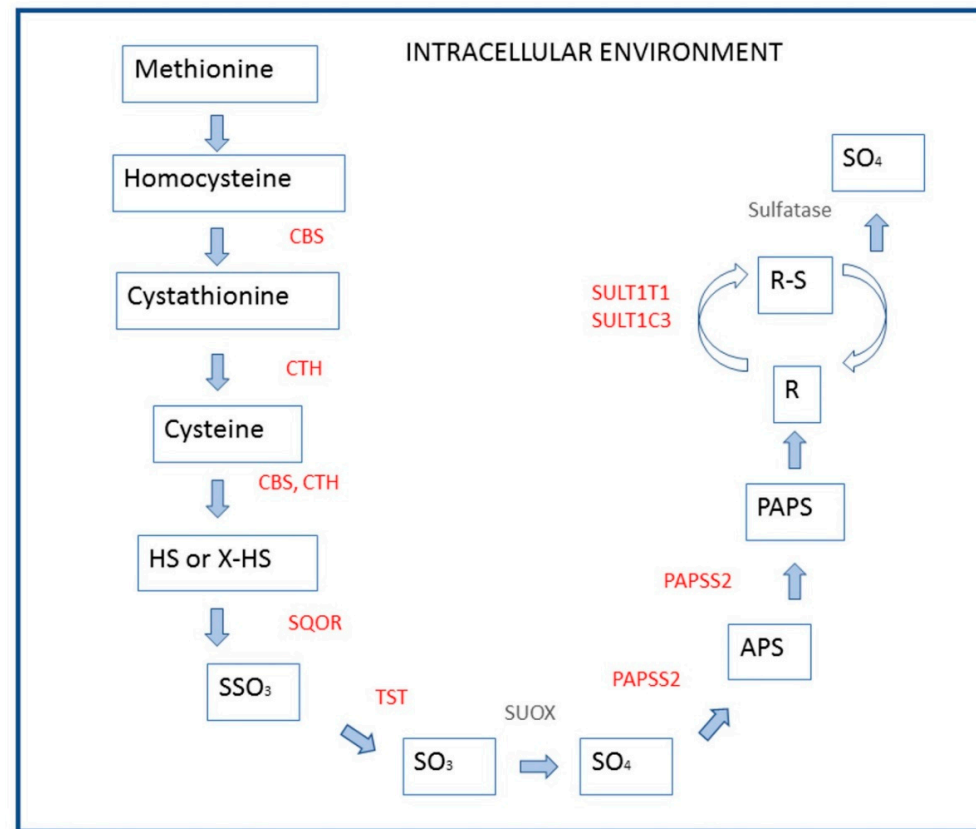 INTRACELLULAR ENVIRONMENT
Methionine
Homocysteine
CBS
Cystathionine
CTH
Cysteine
CBS, CTH
HS or X-HS
SQOR
SSO₃
TST
SO₃
SUOX
SO₄
PAPSS2
APS
PAPSS2
PAPS
R
SULT1T1
SULT1C3
R-S
Sulfatase
SO₄